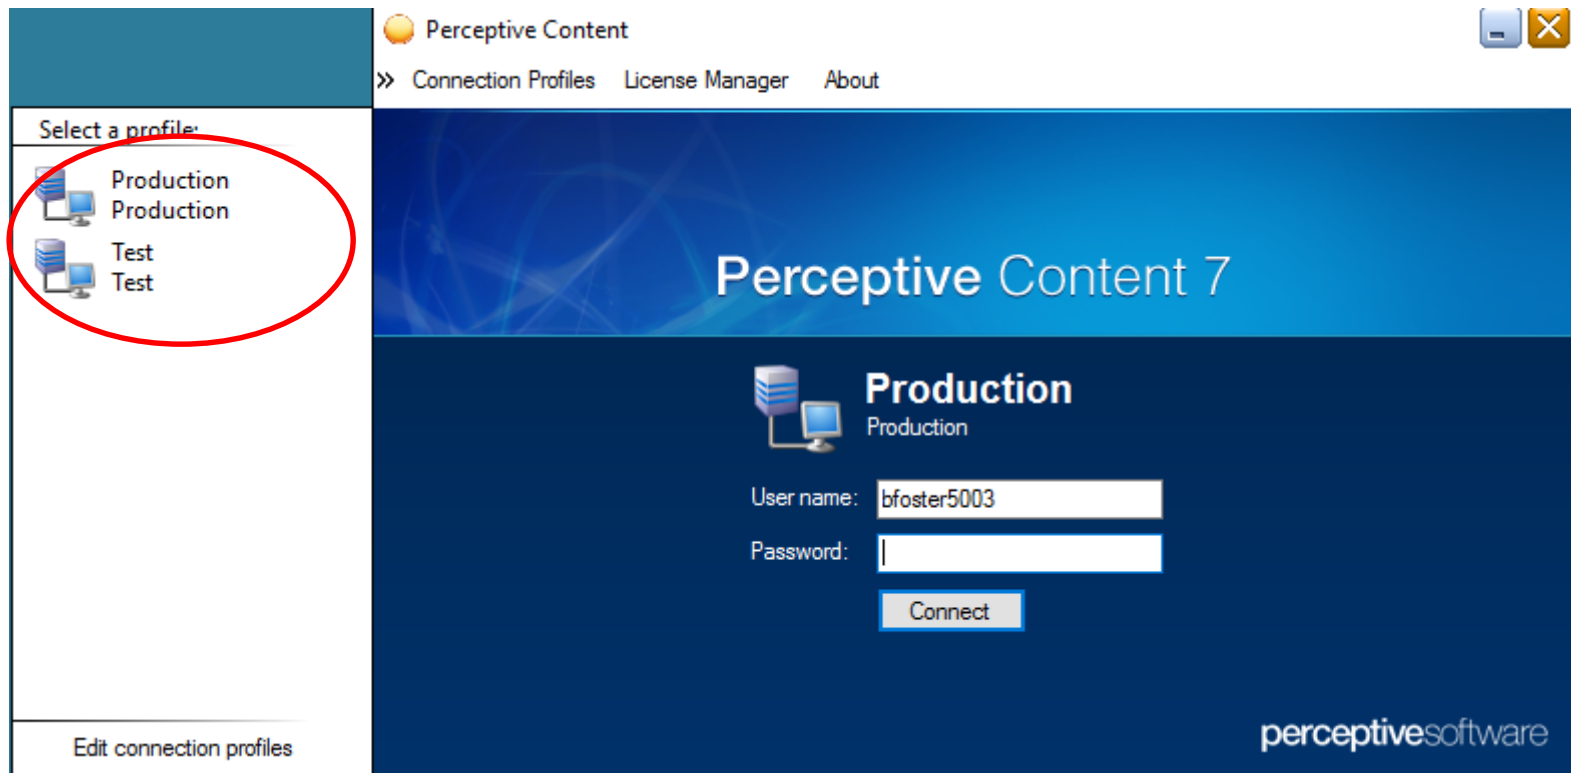 Perceptive Content
» Connection Profiles License Manager About
Select a profile:
Production
Production
Test
Test
Edit connection profiles
Perceptive Content 7
Production
Production
User name: bfoster5003
Password:
Connect
perceptivesoftware